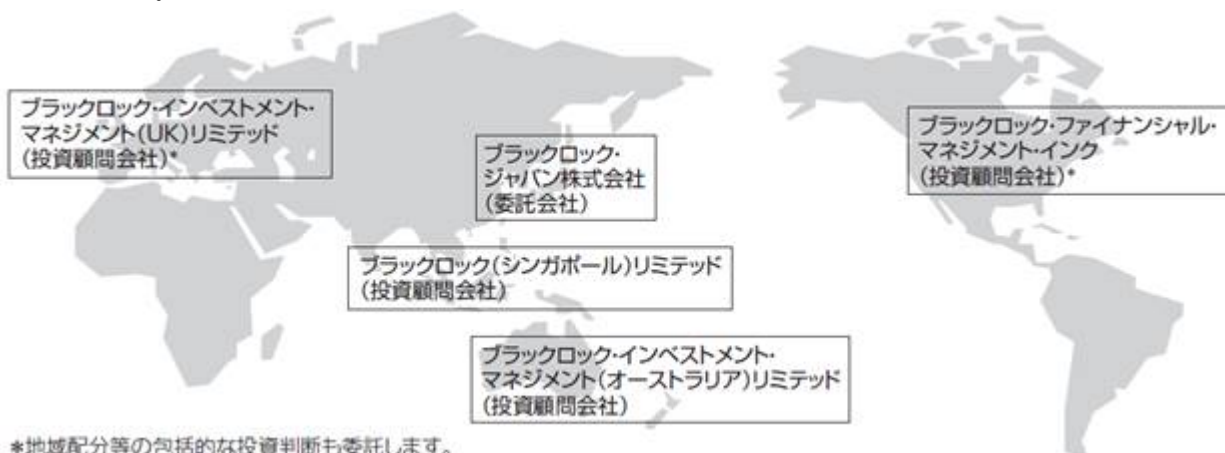 ブラックロック・インベストメント・
マネジメント(UK)リミテッド
(投資顧問会社)*
ブラックロック・
ジャパン株式会社
(委託会社)
ブラックロック・ファイナンシャル・
マネジメント・インク
(投資顧問会社)*
ブラックロック(シンガポール)リミテッド
(投資顧問会社)
ブラックロック・インベストメント・
マネジメント(オーストラリア)リミテッド
(投資顧問会社)
*地域配分等の包括的な投資判断も委託します。